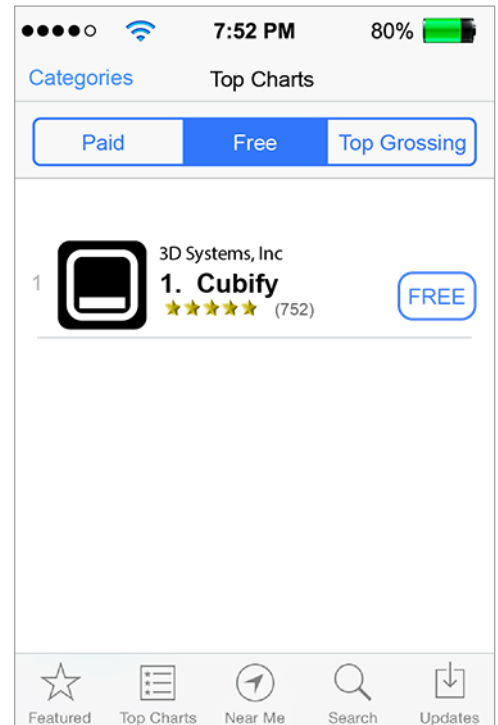 7:52 PM 80%
Categories Top Charts
Paid Free Top Grossing
3D Systems, Inc
1 1. Cubify FREE
(752)
Featured Top Charts Near Me Search Updates